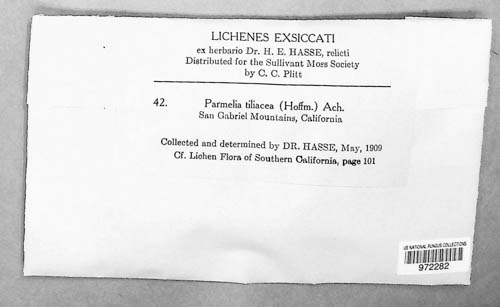 LICHENES EXSICCATI
ex herbario Dr. H. E. HASSE, relicti
Distributed for the Sullivant Moss Society
by C. C. Plitt
42. Parmelia tiliacea (Hoffm.) Ach.
San Gabriel Mountains, California
Collected and determined by DR. HASSE, May, 1909
Cf. Lichen Flora of Southern California, page 101
US NATIONAL FUNGUS COLLECTIONS
972282